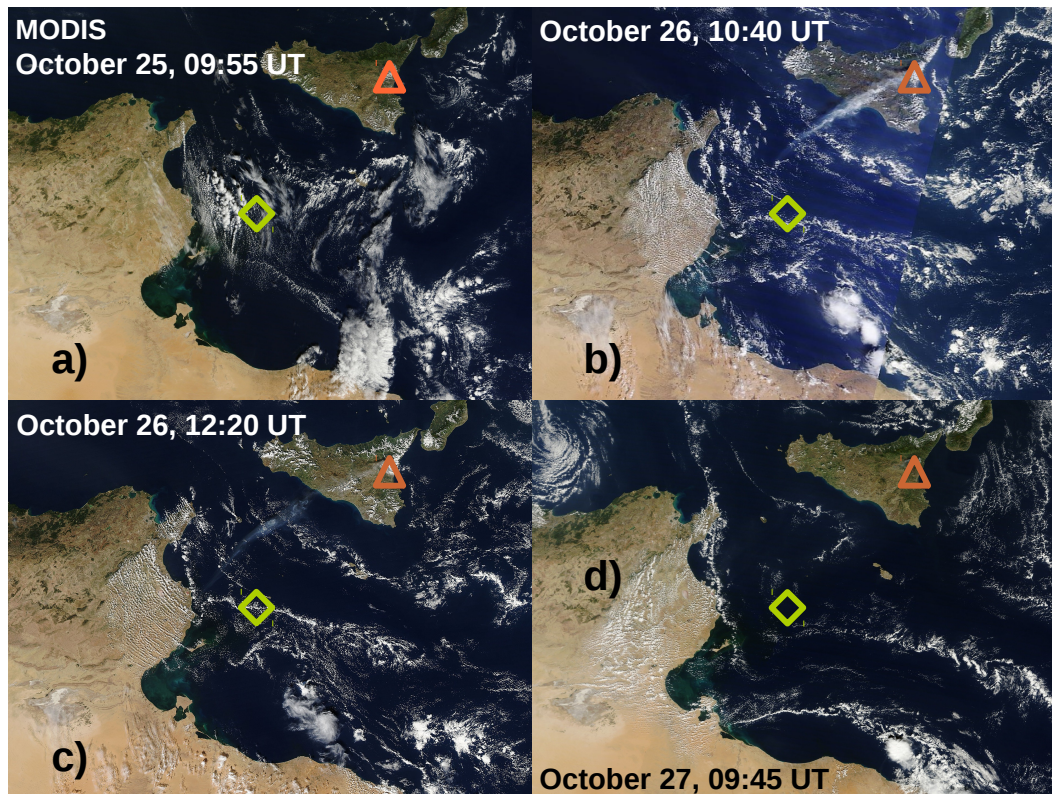 MODIS
October 25, 09:55 UT
a)
October 26, 10:40 UT
b)
October 26, 12:20 UT
c)
d)
October 27, 09:45 UT